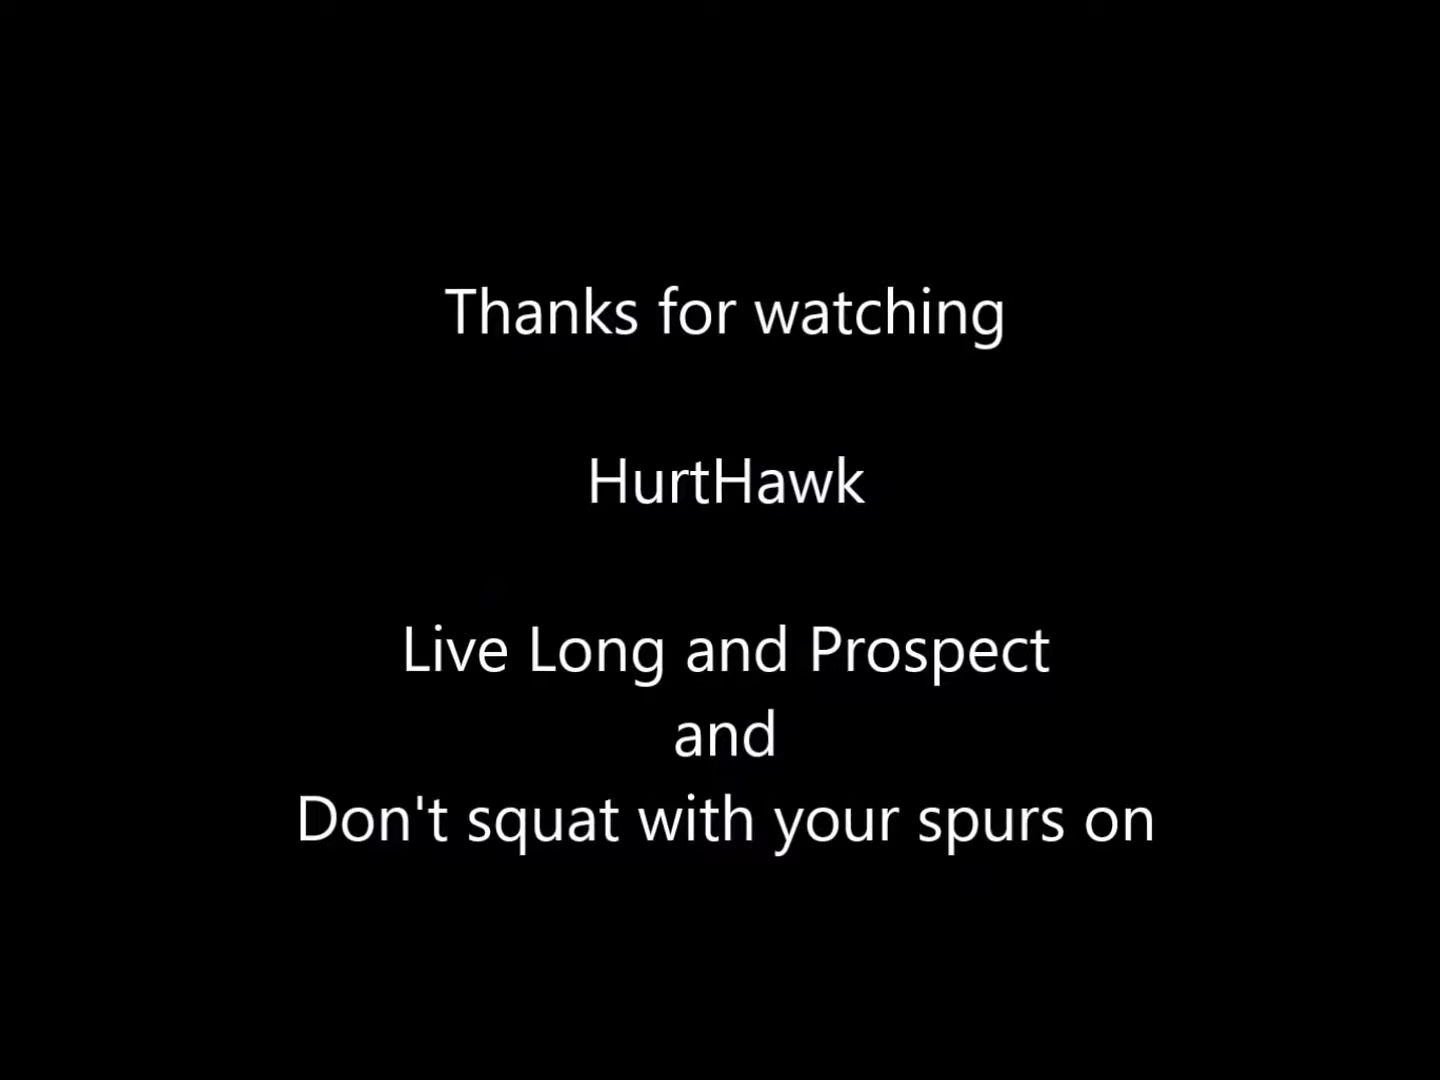 Thanks for watching
HurtHawk
Live Long and Prospect
and
Don't squat with your spurs on